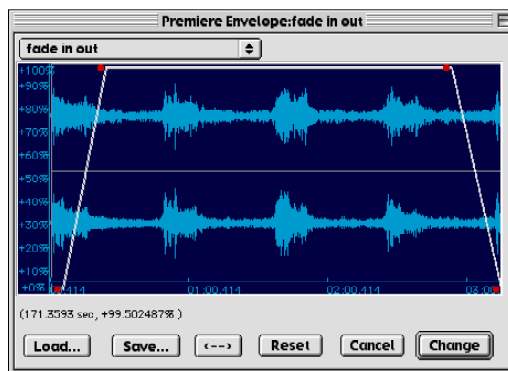 Premiere Envelope:fade in out
fade in out
+100%
+90%
+80%
+70%
+60%
+50%
+40%
+30%
+20%
+10%
+0%
01:00.414
02:00.414
(171.3593 sec, +99.502487% )
Load...
Save...
<-->
Reset
Cancel
Change